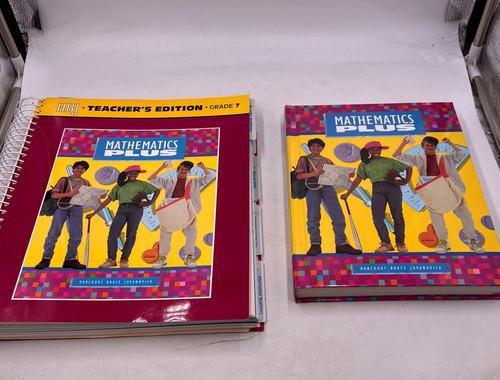 HBJ · TEACHER'S EDITION · GRADE 7
MATHEMATICS
PLUS
HARCOURT BRACE JOVANOVICH
MATHEMATICS
PLUS
HARCOURT BRACE JOVANOVICH